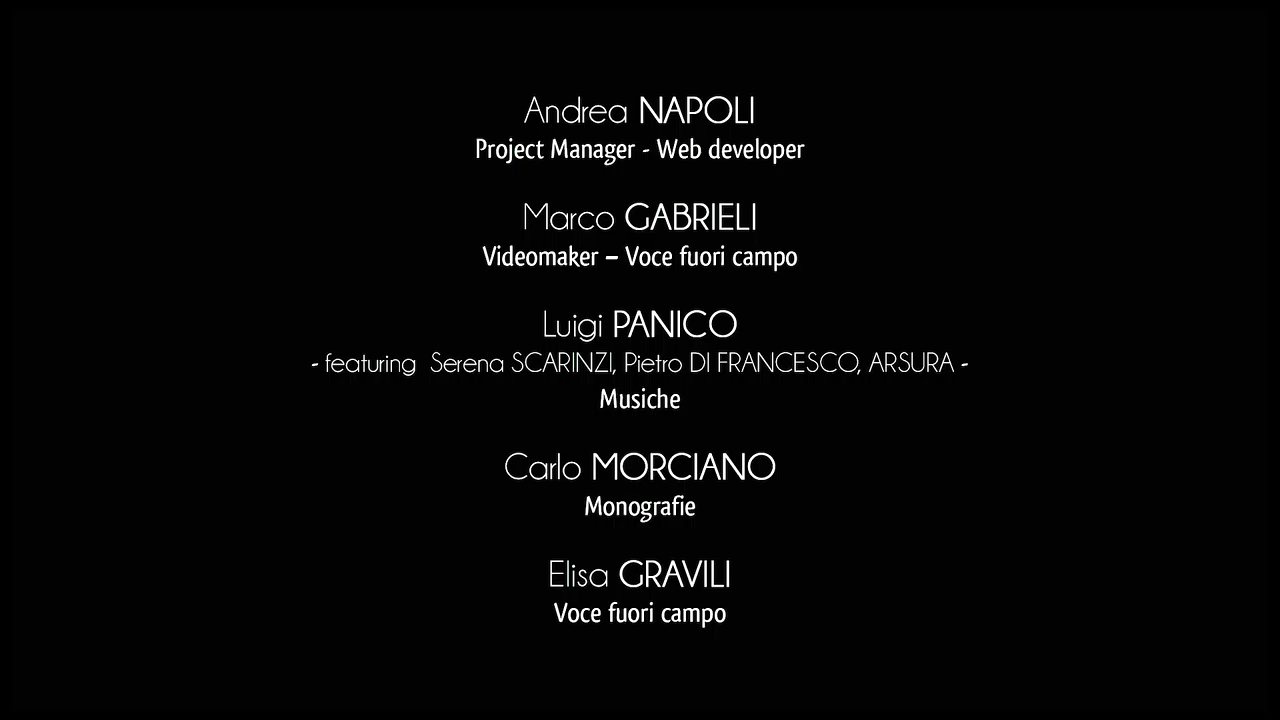 Andrea NAPOLI
Project Manager - Web developer
Marco GABRIELI
Videomaker – Voce fuori campo
Luigi PANICO
- featuring  Serena SCARINZI, Pietro DI FRANCESCO, ARSURA -
Musiche
Carlo MORCIANO
Monografie
Elisa GRAVILI
Voce fuori campo